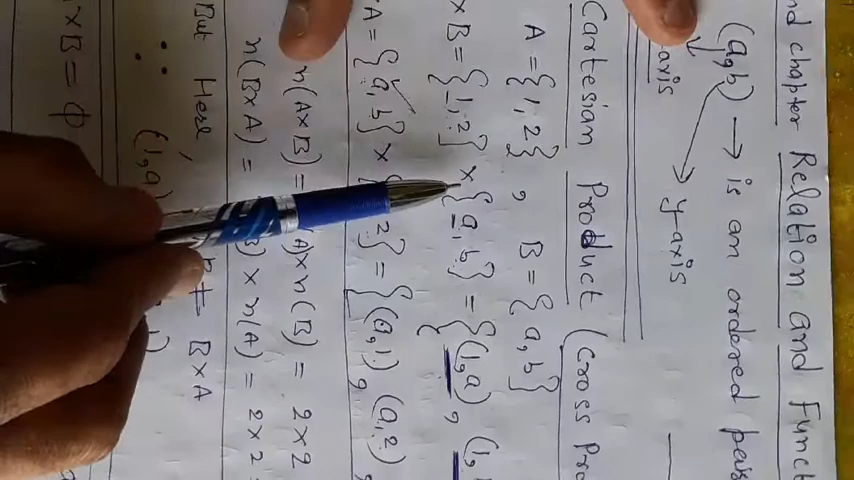 nd chapter Relation and Funct
(a,b) → is an ordered pair
axis y-axis
Cartesian Product (Cross Pro
A = {1, 2} , B = {a, b}
×B = {1, 2} × {a, b} = {(1,a) , (1,
×A = {a, b} × 2} = {(a,1) , (a,2) ,
n(A×B) = A)×n(B) = 2×2
n(B×A) = B) × n(A) = 2×2
But Here, ≠ B×A
∴ (1,a)
A×B = ϕ